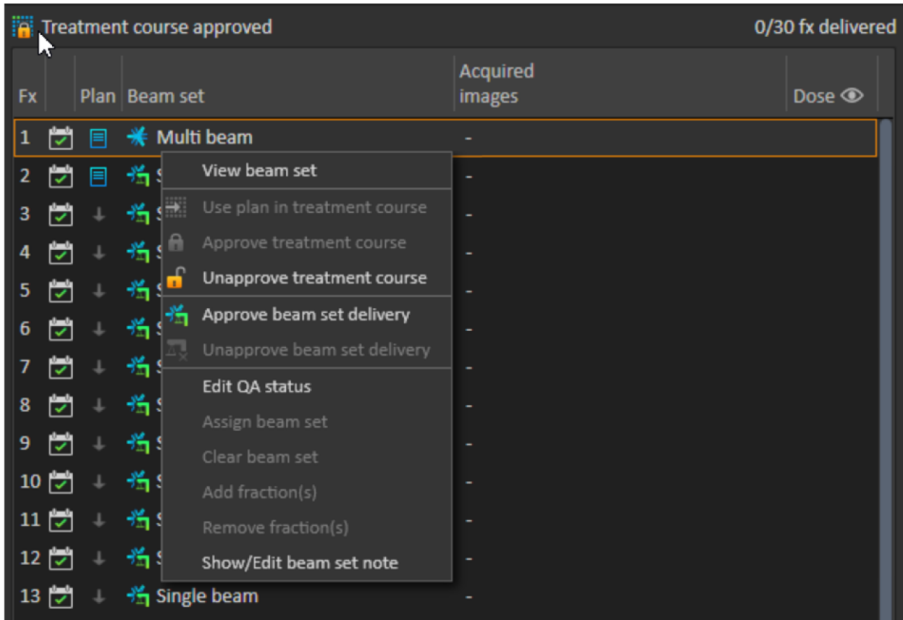 Treatment course approved 0/30 fx delivered
Fx Plan Beam set Acquired images Dose
1 Multi beam -
View beam set
2 S -
Use plan in treatment course
3 S -
Approve treatment course
4 S -
Unapprove treatment course
5 S -
Approve beam set delivery
6 S -
Unapprove beam set delivery
7 S -
Edit QA status
8 S -
Assign beam set
9 S -
Clear beam set
10 S -
Add fraction(s)
11 S -
Remove fraction(s)
12 S -
Show/Edit beam set note
13 Single beam -